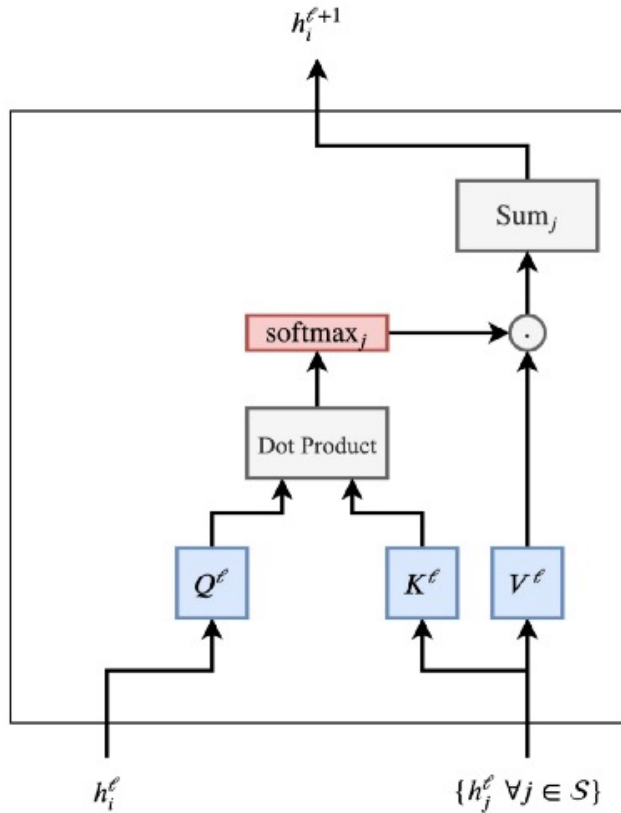 h_i^{ℓ+1}
Sum_j
softmax_j
.
Dot Product
Q^ℓ
K^ℓ
V^ℓ
h_i^ℓ
{h_j^ℓ ∀j ∈ S}